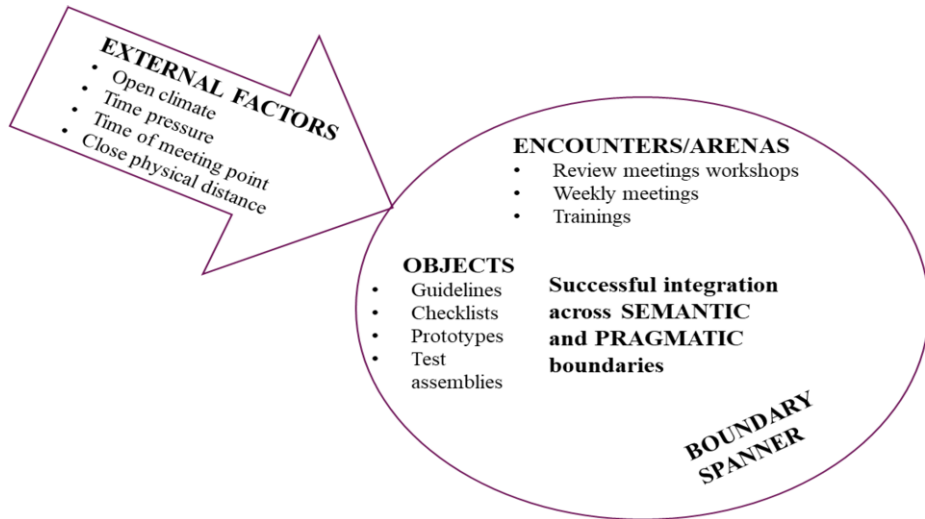 EXTERNAL FACTORS
• Open climate
• Time pressure
• Time of meeting point
• Close physical distance
ENCOUNTERS/ARENAS
• Review meetings workshops
• Weekly meetings
• Trainings
OBJECTS
• Guidelines
• Checklists
• Prototypes
• Test
assemblies
Successful integration
across SEMANTIC
and PRAGMATIC
boundaries
BOUNDARY
SPANNER